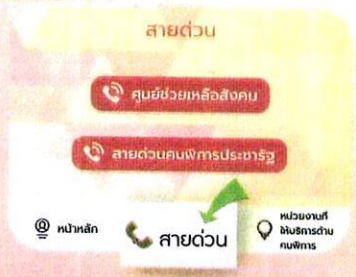 สายด่วน
ศูนย์ช่วยเหลือสังคม
สายด่วนคนพิการประชารัฐ
หน้าหลัก
สายด่วน
หน่วยงานที่
ให้บริการด้าน
คนพิการ